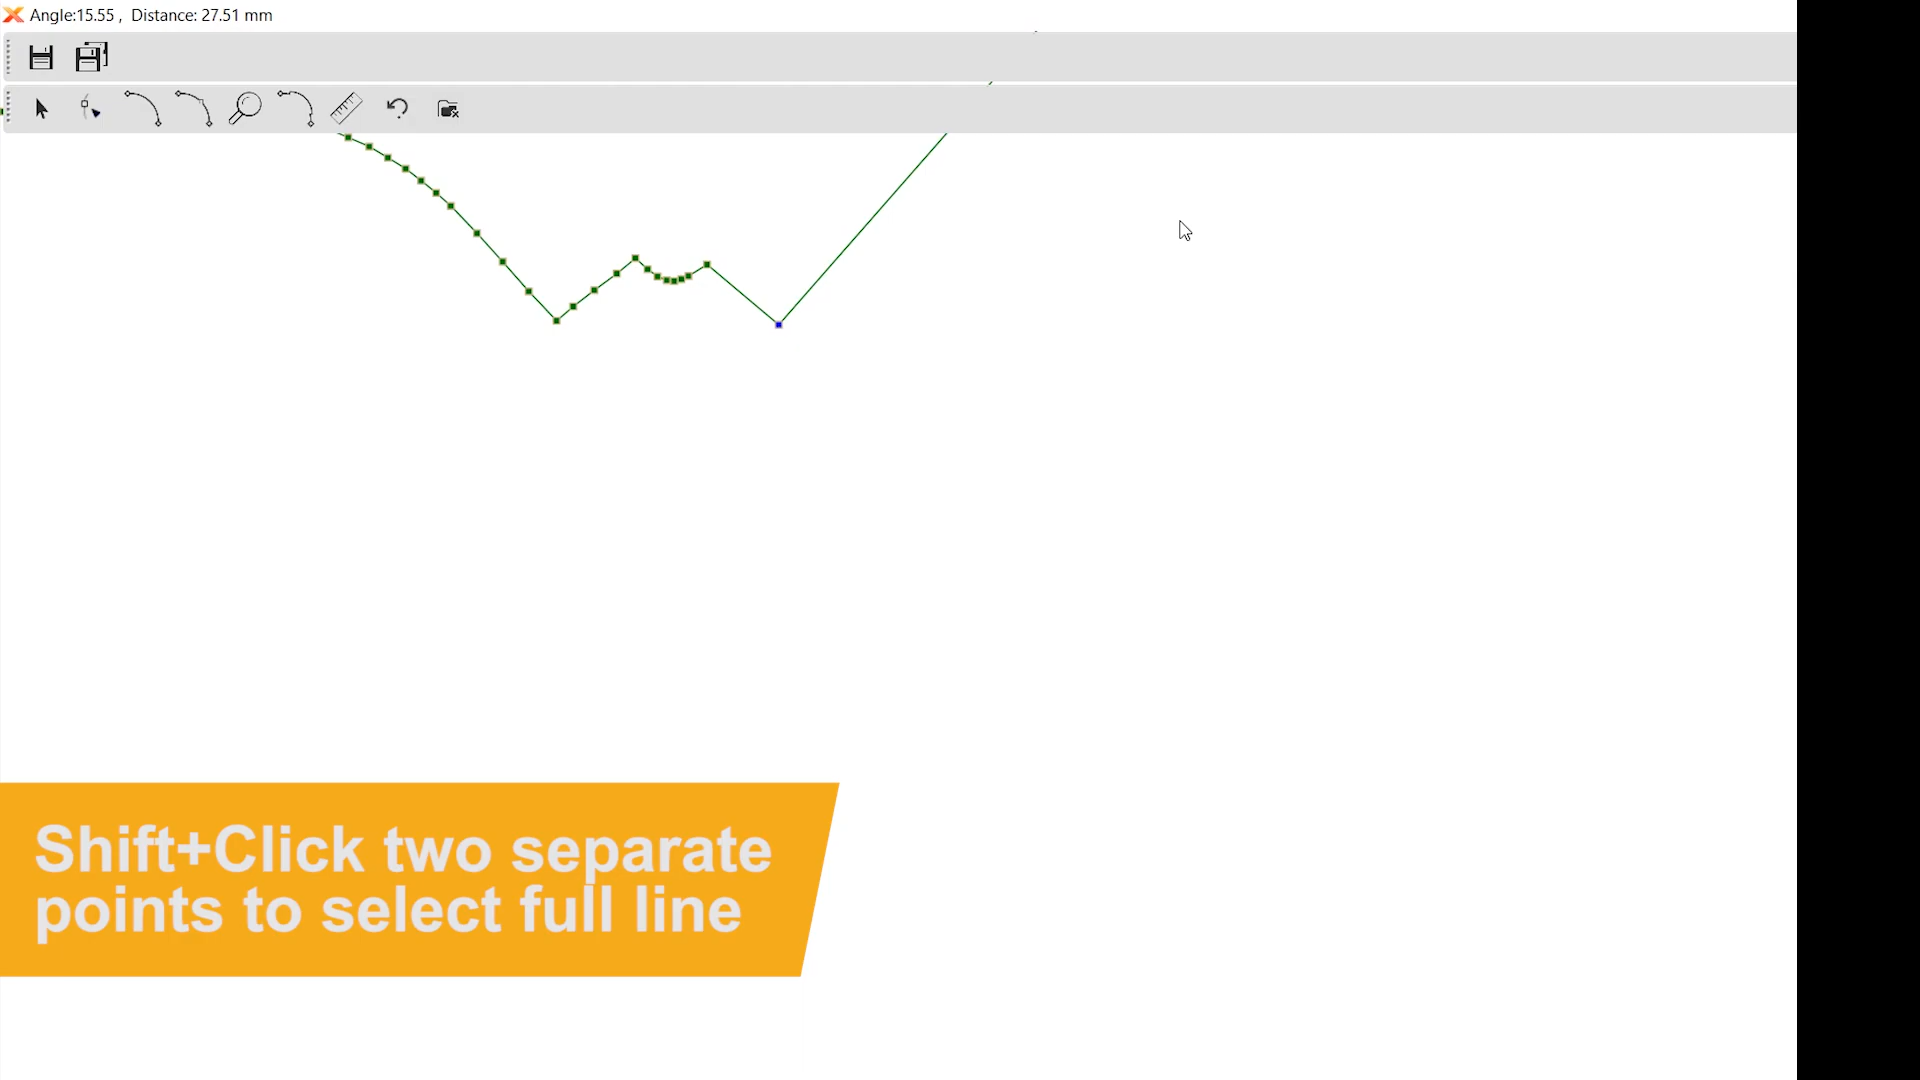 Angle:15.55 ,  Distance: 27.51 mm
Shift+Click two separate
points to select full line